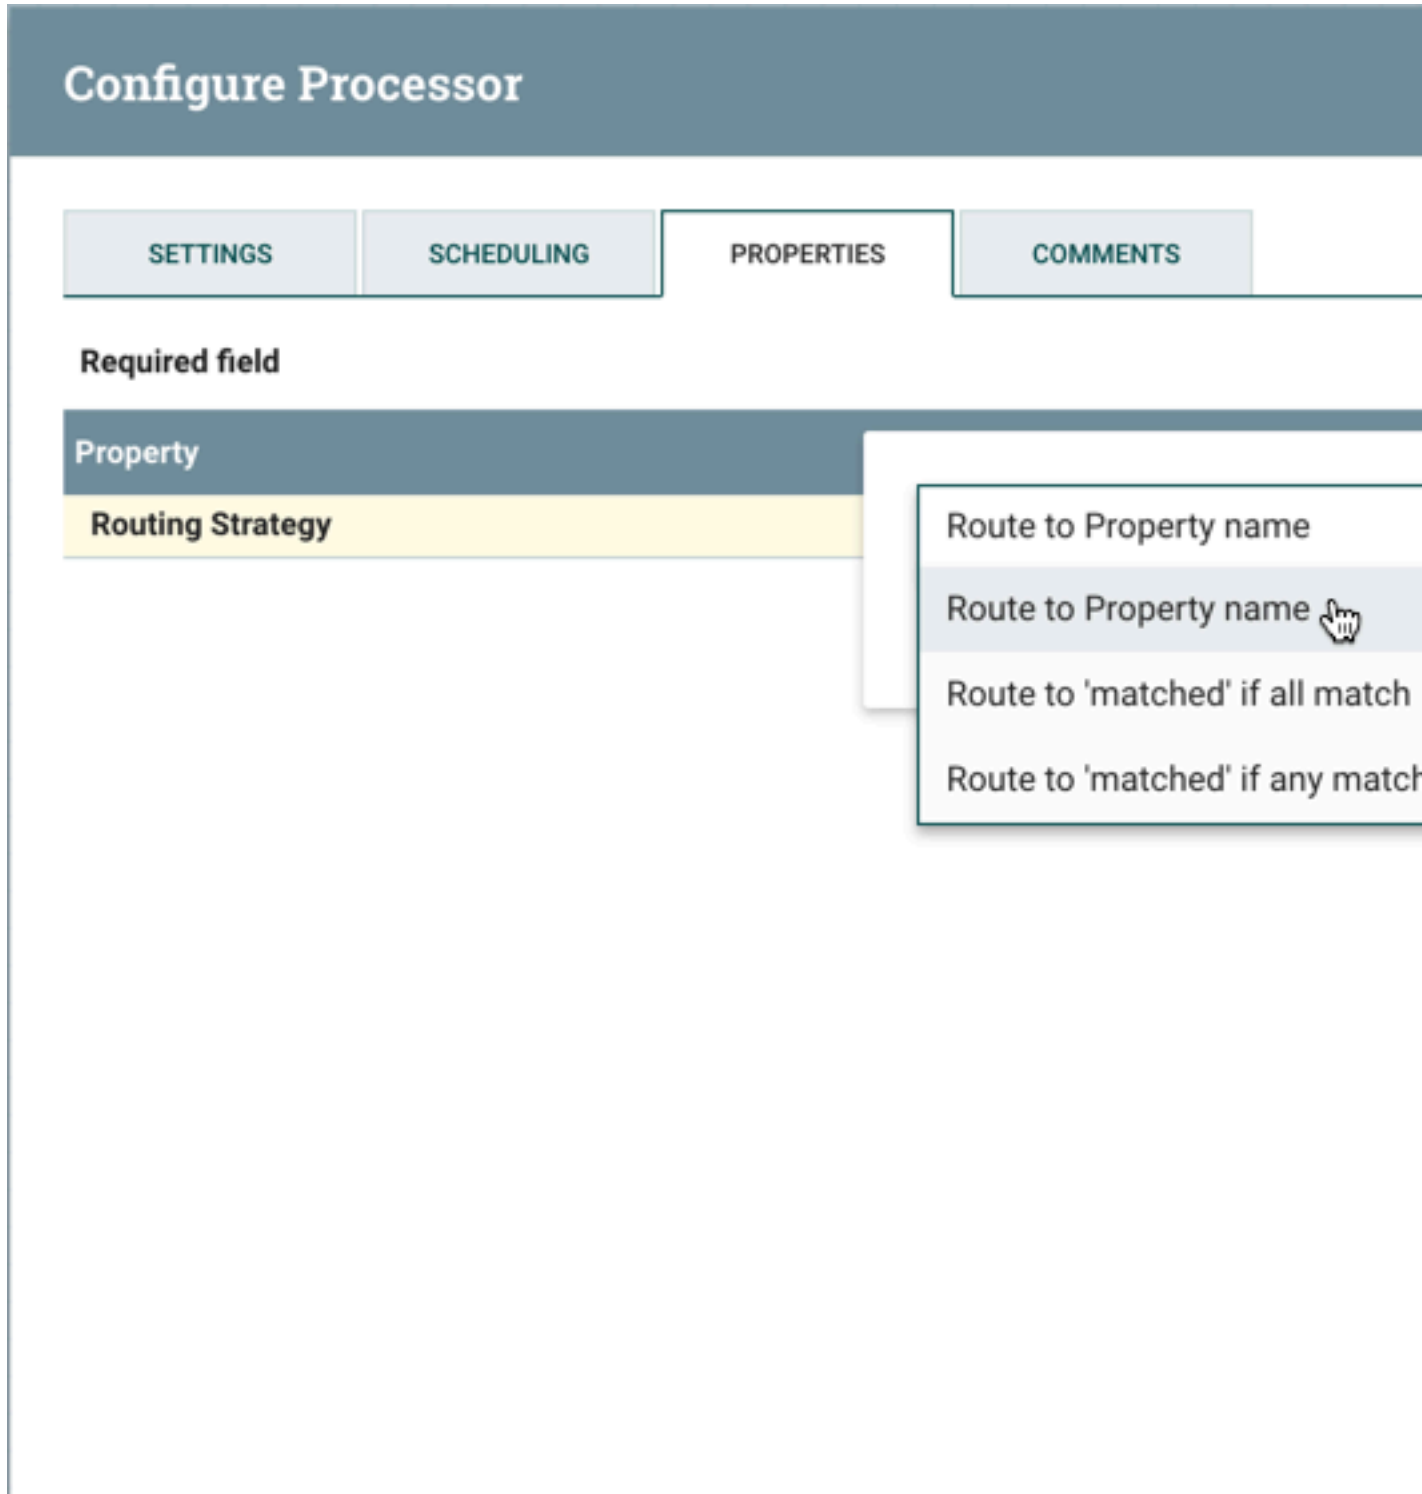 Configure Processor
SETTINGS SCHEDULING PROPERTIES COMMENTS
Required field
Property
Routing Strategy
Route to Property name
Route to Property name
Route to 'matched' if all match
Route to 'matched' if any match